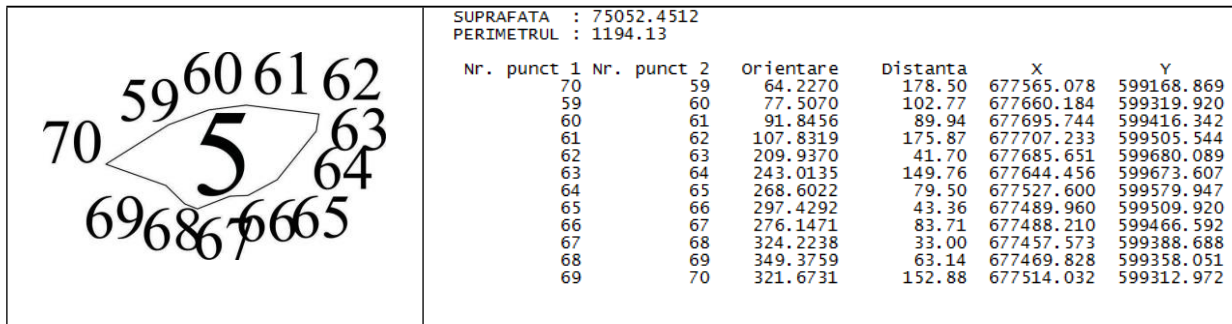 60 61 62
59
70 5 63
64
69 68 67 66 65
SUPRAFATA : 75052.4512
PERIMETRUL : 1194.13
Nr. punct 1 Nr. punct 2 Orientare Distanta X Y
70 59 64.2270 178.50 677565.078 599168.869
59 60 77.5070 102.77 677660.184 599319.920
60 61 91.8456 89.94 677695.744 599416.342
61 62 107.8319 175.87 677707.233 599505.544
62 63 209.9370 41.70 677685.651 599680.089
63 64 243.0135 149.76 677644.456 599673.607
64 65 268.6022 79.50 677527.600 599579.947
65 66 297.4292 43.36 677489.960 599509.920
66 67 276.1471 83.71 677488.210 599466.592
67 68 324.2238 33.00 677457.573 599388.688
68 69 349.3759 63.14 677469.828 599358.051
69 70 321.6731 152.88 677514.032 599312.972